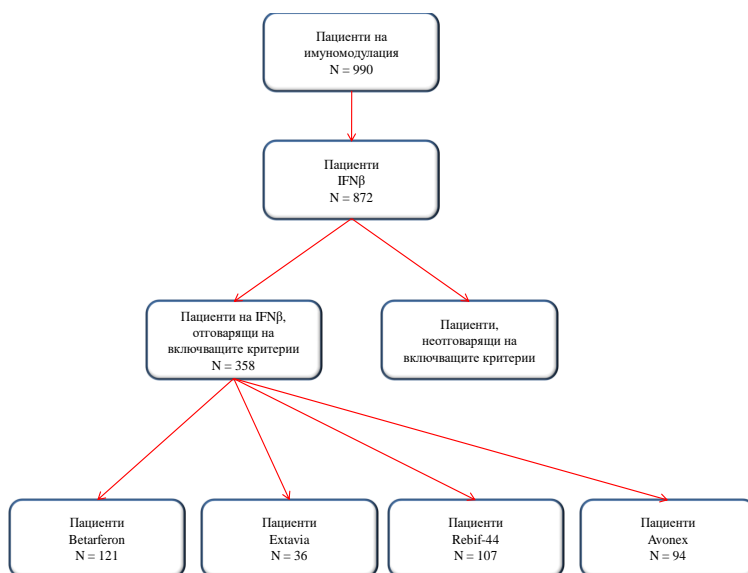 Пациенти на
имуномодулация
N = 990
Пациенти
IFNβ
N = 872
Пациенти на IFNβ,
отговарящи на
включващите критерии
N = 358
Пациенти,
неотговарящи на
включващите критерии
Пациенти
Betarferon
N = 121
Пациенти
Extavia
N = 36
Пациенти
Rebif-44
N = 107
Пациенти
Avonex
N = 94